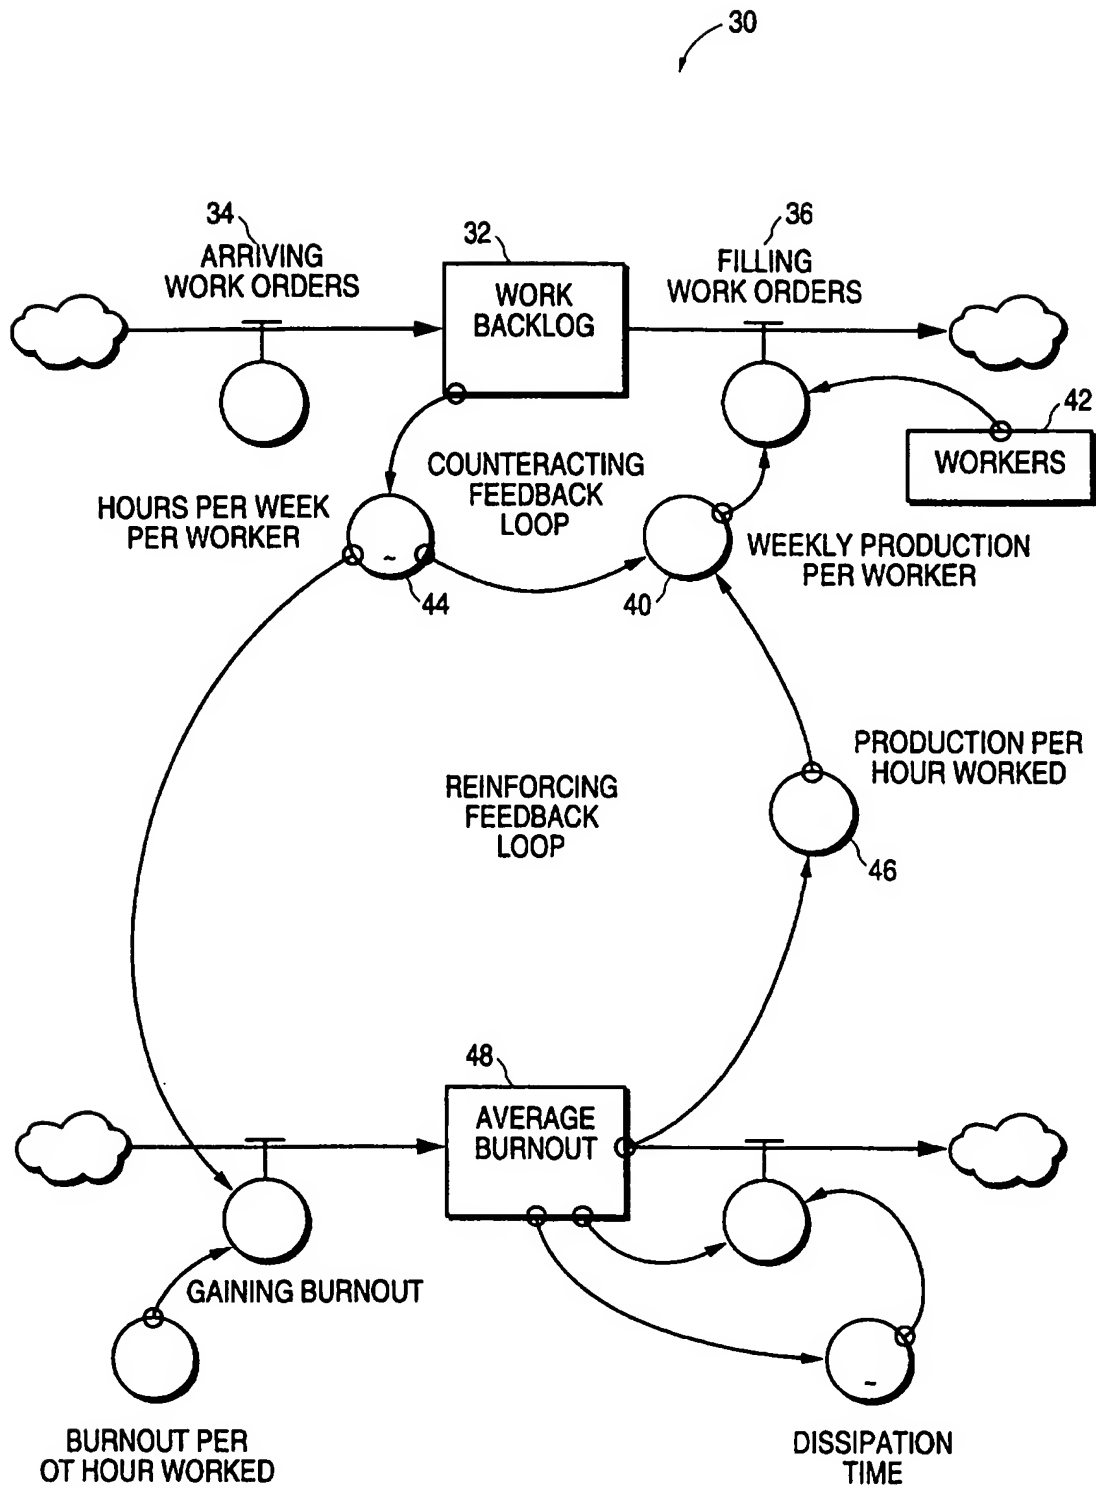 30
34
ARRIVING
WORK ORDERS
32
WORK
BACKLOG
36
FILLING
WORK ORDERS
42
WORKERS
COUNTERACTING
FEEDBACK
LOOP
HOURS PER WEEK
PER WORKER
~
44
40
WEEKLY PRODUCTION
PER WORKER
PRODUCTION PER
HOUR WORKED
46
REINFORCING
FEEDBACK
LOOP
48
AVERAGE
BURNOUT
GAINING BURNOUT
BURNOUT PER
OT HOUR WORKED
~
DISSIPATION
TIME